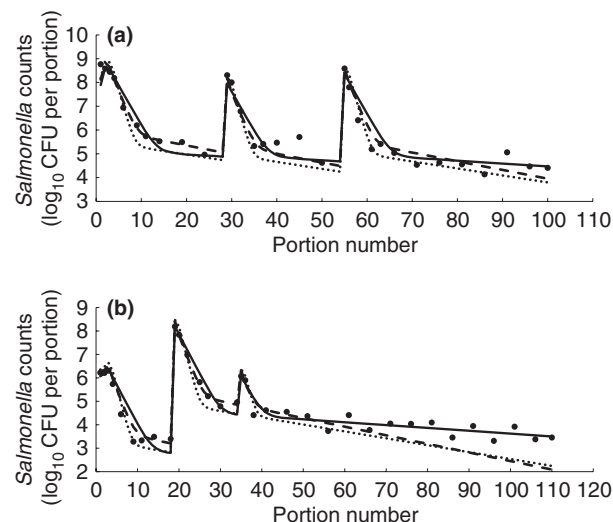 (a)
Salmonella counts
(log10 CFU per portion)
10
9
8
7
6
5
4
3
0 10 20 30 40 50 60 70 80 90 100 110
Portion number
(b)
Salmonella counts
(log10 CFU per portion)
9
8
7
6
5
4
3
2
0 10 20 30 40 50 60 70 80 90 100 110 120
Portion number